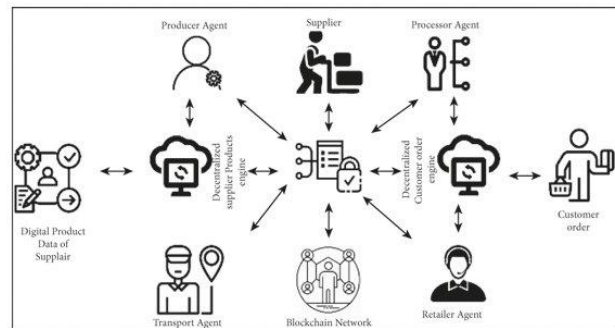 Producer Agent
Supplier
Processor Agent
Decentralized
supplier Products
engine
Decentralized
Customer order
engine
Digital Product
Data of
Supplair
Customer
order
Transport Agent
Blockchain Network
Retailer Agent